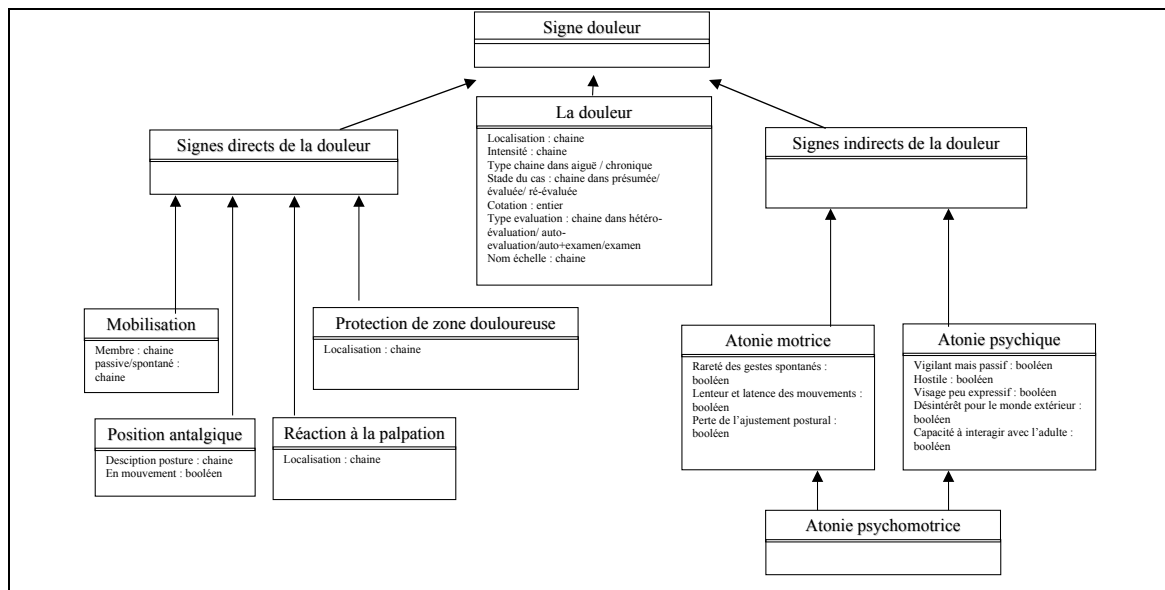 Signe douleur
La douleur
Localisation : chaine
Intensité : chaine
Type chaine dans aiguë / chronique
Stade du cas : chaine dans présumée/
évaluée/ ré-évaluée
Cotation : entier
Type evaluation : chaine dans hétéro-
évaluation/ auto-
evaluation/auto+examen/examen
Nom échelle : chaine
Signes directs de la douleur
Signes indirects de la douleur
Mobilisation
Membre : chaine
passive/spontané :
chaine
Protection de zone douloureuse
Localisation : chaine
Position antalgique
Desciption posture : chaine
En mouvement : booléen
Réaction à la palpation
Localisation : chaine
Atonie motrice
Rareté des gestes spontanés :
booléen
Lenteur et latence des mouvements :
booléen
Perte de l'ajustement postural :
booléen
Atonie psychique
Vigilant mais passif : booléen
Hostile : booléen
Visage peu expressif : booléen
Désintérêt pour le monde extérieur :
booléen
Capacité à interagir avec l'adulte :
booléen
Atonie psychomotrice